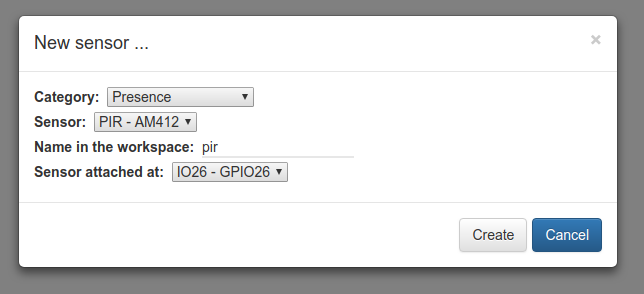 New sensor ...
×
Category: Presence
Sensor: PIR - AM412
Name in the workspace: pir
Sensor attached at: IO26 - GPIO26
Create Cancel